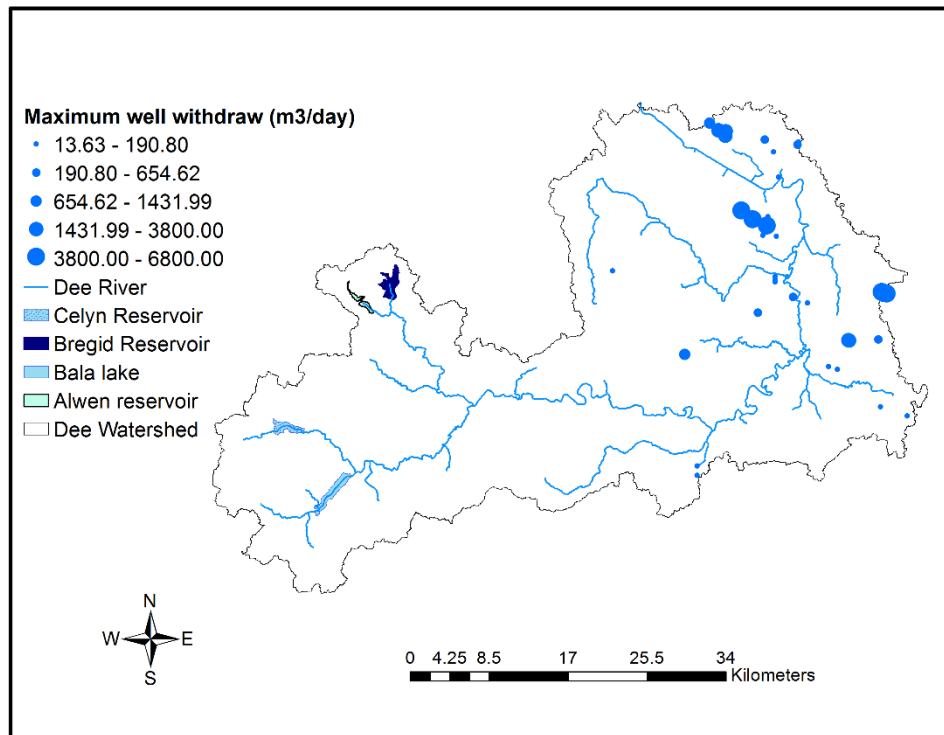 Maximum well withdraw (m3/day)
13.63 - 190.80
190.80 - 654.62
654.62 - 1431.99
1431.99 - 3800.00
3800.00 - 6800.00
Dee River
Celyn Reservoir
Bregid Reservoir
Bala lake
Alwen reservoir
Dee Watershed
N
W E
S
0 4.25 8.5 17 25.5 34
Kilometers